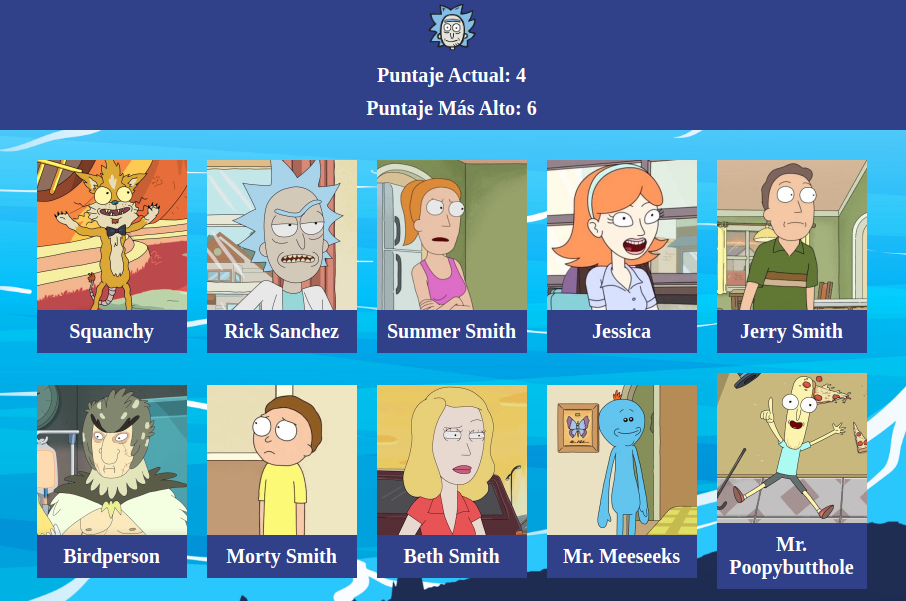 Puntaje Actual: 4
Puntaje Más Alto: 6
Squanchy
Rick Sanchez
Summer Smith
Jessica
Jerry Smith
Birdperson
Morty Smith
Beth Smith
Mr. Meeseeks
Mr.
Poopybutthole